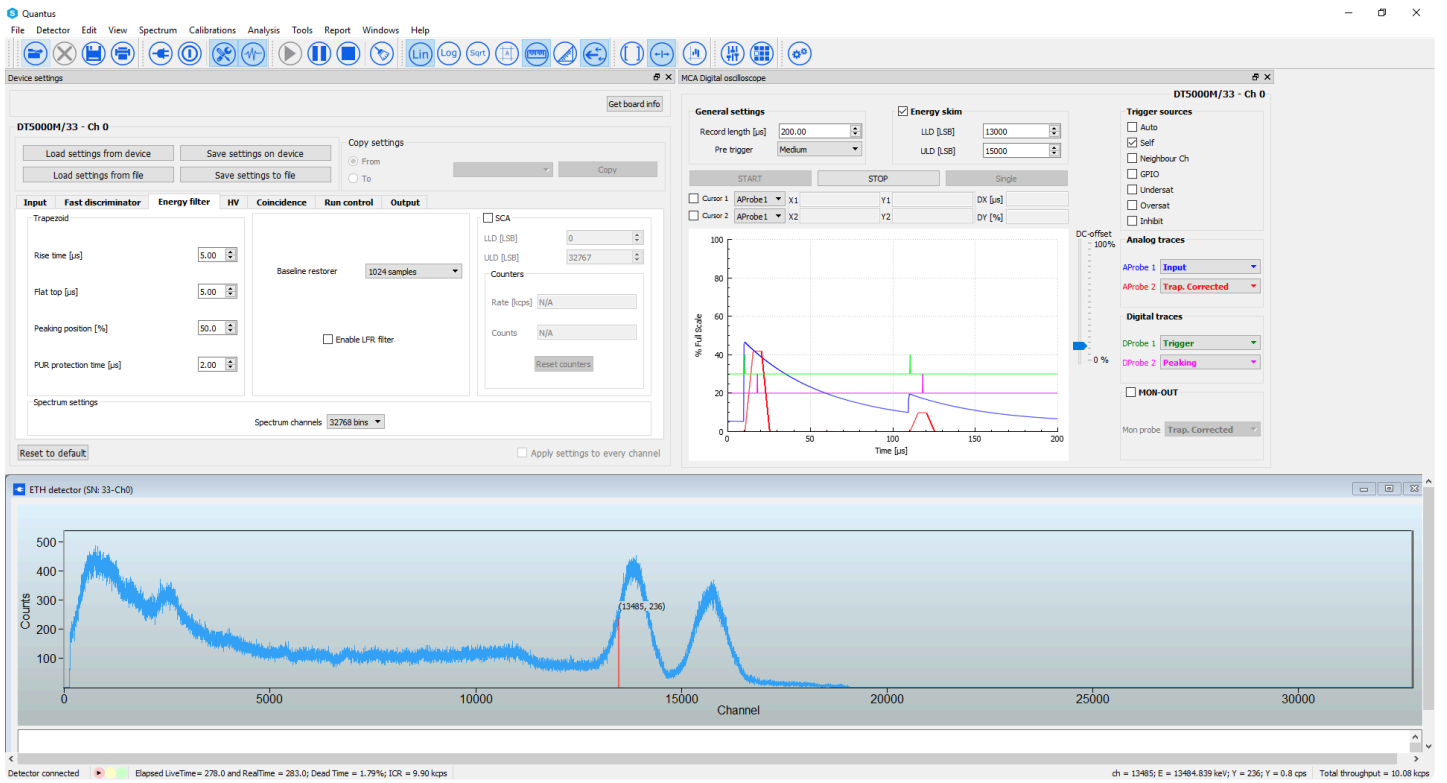 Quantus
File Detector Edit View Spectrum Calibrations Analysis Tools Report Windows Help
Lin Log Sqrt A
Device settings
Get board info
DT5000M/33 - Ch 0
Load settings from device
Save settings on device
Load settings from file
Save settings to file
Copy settings
From
To
Copy
Input Fast discriminator Energy filter HV Coincidence Run control Output
Trapezoid
Rise time [μs] 5.00
Flat top [μs] 5.00
Peaking position [%] 50.0
PUR protection time [μs] 2.00
Baseline restorer 1024 samples
Enable LFR filter
SCA
LLD [LSB] 0
ULD [LSB] 32767
Counters
Rate [kcps] N/A
Counts N/A
Reset counters
Spectrum settings
Spectrum channels 32768 bins
Reset to default
Apply settings to every channel
MCA Digital oscilloscope
DT5000M/33 - Ch 0
General settings
Record length [μs] 200.00
Pre trigger Medium
Energy skim
LLD [LSB] 13000
ULD [LSB] 15000
START STOP Single
Cursor 1 AProbe1 X1 Y1 DX [μs]
Cursor 2 AProbe1 X2 Y2 DY [%]
% Full Scale
100
80
60
40
20
0
0 50 100 150 200
Time [μs]
DC-offset
100%
0 %
Trigger sources
Auto
Self
Neighbour Ch
GPIO
Undersat
Oversat
Inhibit
Analog traces
AProbe 1 Input
AProbe 2 Trap. Corrected
Digital traces
DProbe 1 Trigger
DProbe 2 Peaking
MON-OUT
Mon probe Trap. Corrected
ETH detector (SN: 33-Ch0)
Counts
500
400
300
200
100
(13485, 236)
0 5000 10000 15000 20000 25000 30000
Channel
Detector connected
Elapsed LiveTime= 278.0 and RealTime = 283.0; Dead Time = 1.79%; ICR = 9.90 kcps
ch = 13485; E = 13484.839 keV; Y = 236; Y = 0.8 cps
Total throughput = 10.08 kcps